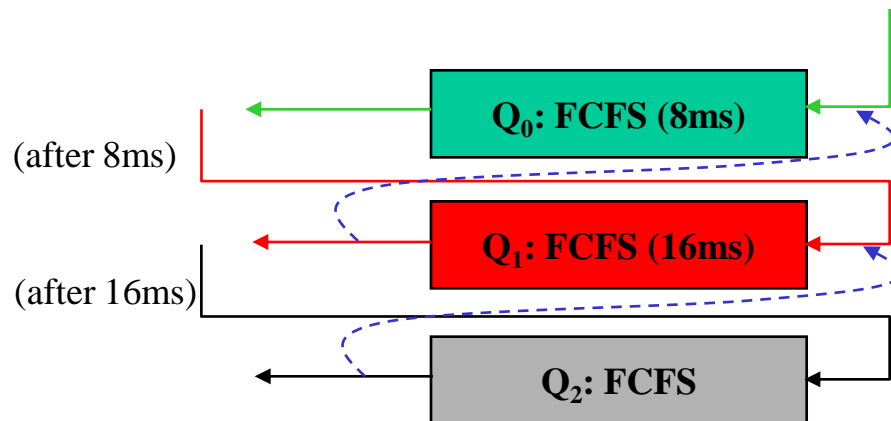 Q₀: FCFS (8ms)
(after 8ms)
Q₁: FCFS (16ms)
(after 16ms)
Q₂: FCFS